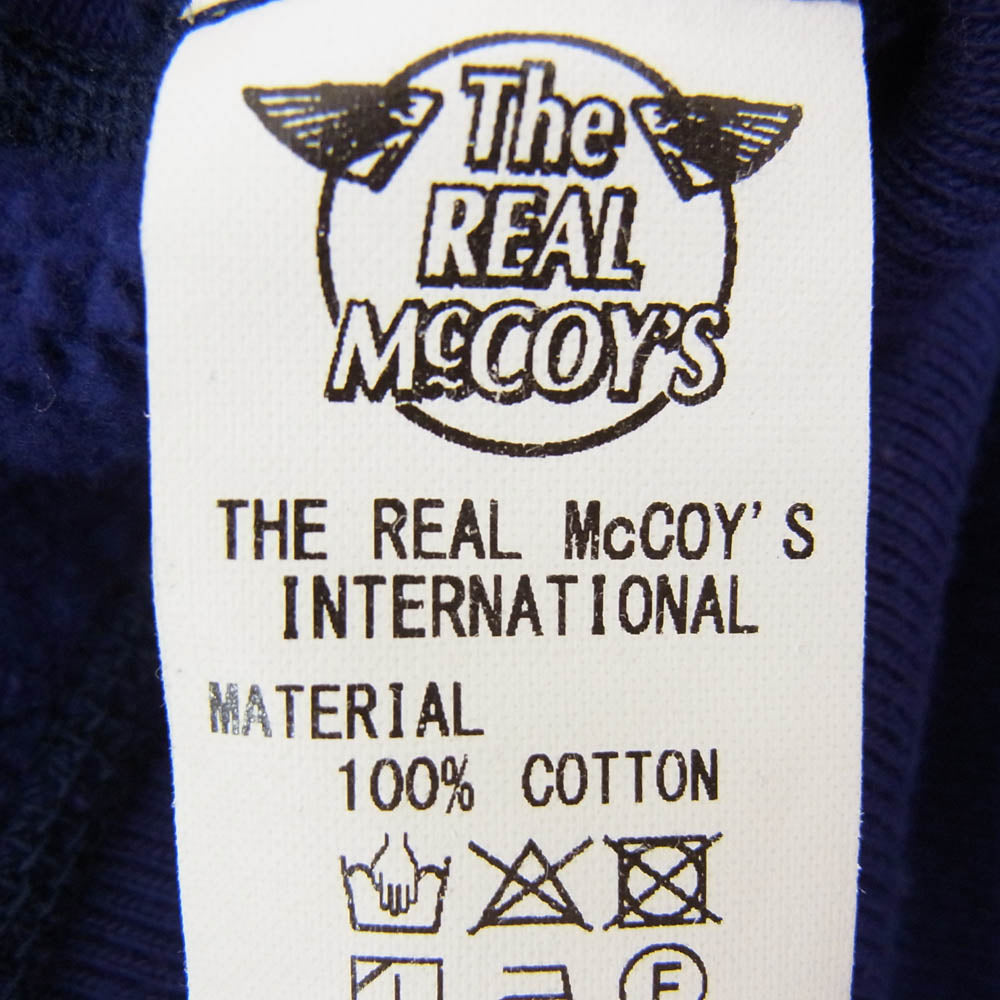 The
REAL
McCOY'S
THE REAL McCOY'S
INTERNATIONAL
MATERIAL
100% COTTON
F